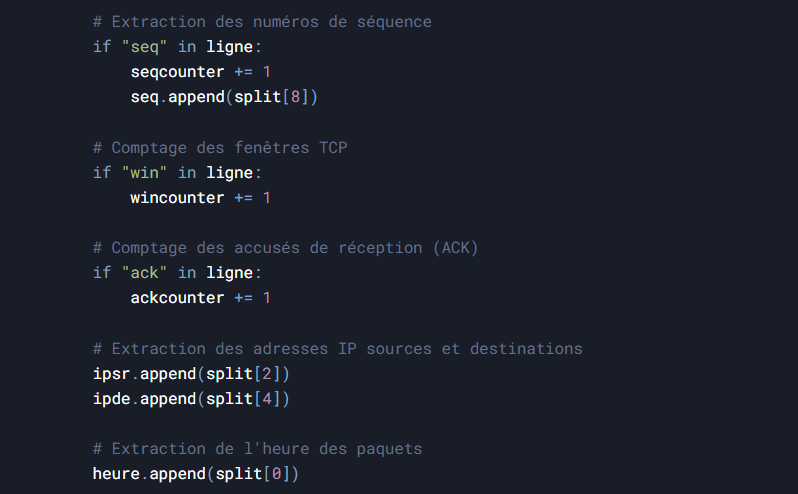 # Extraction des numéros de séquence
if "seq" in ligne:
seqcounter += 1
seq.append(split[8])
# Comptage des fenêtres TCP
if "win" in ligne:
wincounter += 1
# Comptage des accusés de réception (ACK)
if "ack" in ligne:
ackcounter += 1
# Extraction des adresses IP sources et destinations
ipsr.append(split[2])
ipde.append(split[4])
# Extraction de l'heure des paquets
heure.append(split[0])